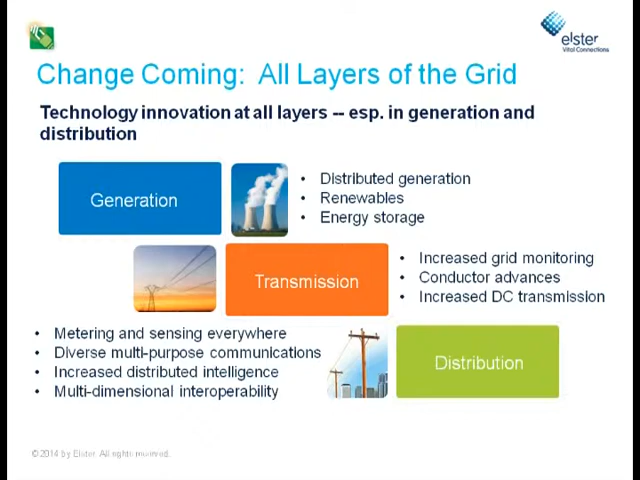 elster
Vital Connections
Change Coming: All Layers of the Grid
Technology innovation at all layers -- esp. in generation and
distribution
Generation
• Distributed generation
• Renewables
• Energy storage
Transmission
• Increased grid monitoring
• Conductor advances
• Increased DC transmission
• Metering and sensing everywhere
• Diverse multi-purpose communications
• Increased distributed intelligence
• Multi-dimensional interoperability
Distribution
© 2014 by Elster. All rights reserved.